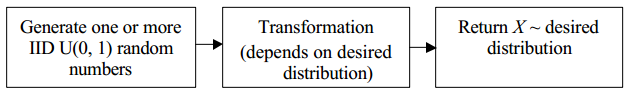 Generate one or more
IID U(0, 1) random
numbers
Transformation
(depends on desired
distribution)
Return X ~ desired
distribution